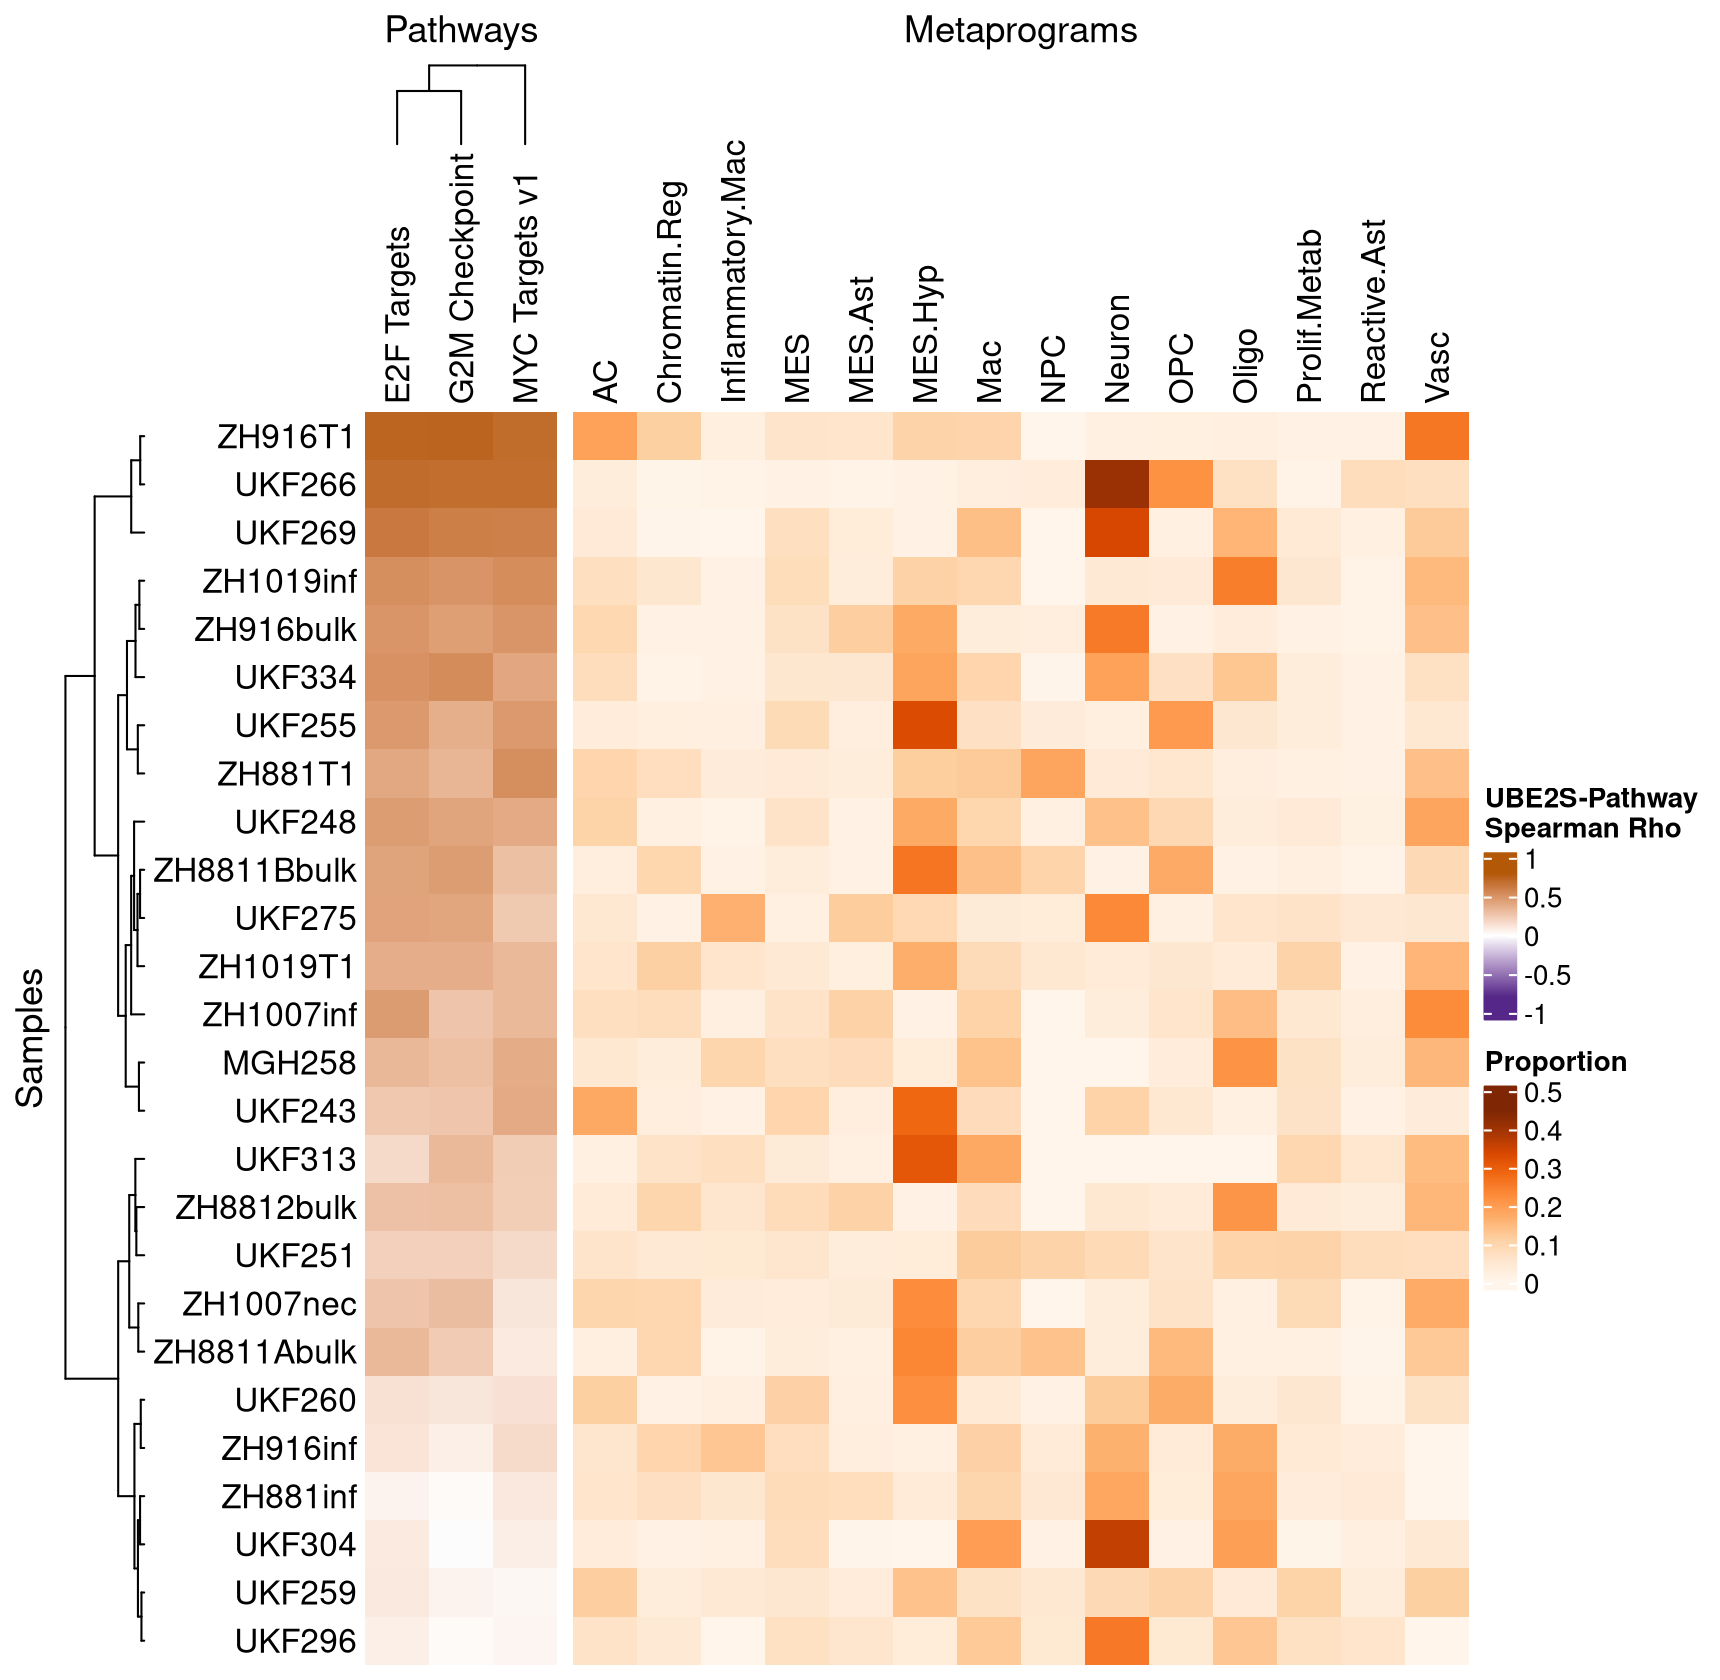 Pathways
Metaprograms
E2F Targets
G2M Checkpoint
MYC Targets v1
AC
Chromatin.Reg
Inflammatory.Mac
MES
MES.Ast
MES.Hyp
Mac
NPC
Neuron
OPC
Oligo
Prolif.Metab
Reactive.Ast
Vasc
Samples
ZH916T1
UKF266
UKF269
ZH1019inf
ZH916bulk
UKF334
UKF255
ZH881T1
UKF248
ZH8811Bbulk
UKF275
ZH1019T1
ZH1007inf
MGH258
UKF243
UKF313
ZH8812bulk
UKF251
ZH1007nec
ZH8811Abulk
UKF260
ZH916inf
ZH881inf
UKF304
UKF259
UKF296
UBE2S-Pathway
Spearman Rho
1
0.5
0
-0.5
-1
Proportion
0.5
0.4
0.3
0.2
0.1
0